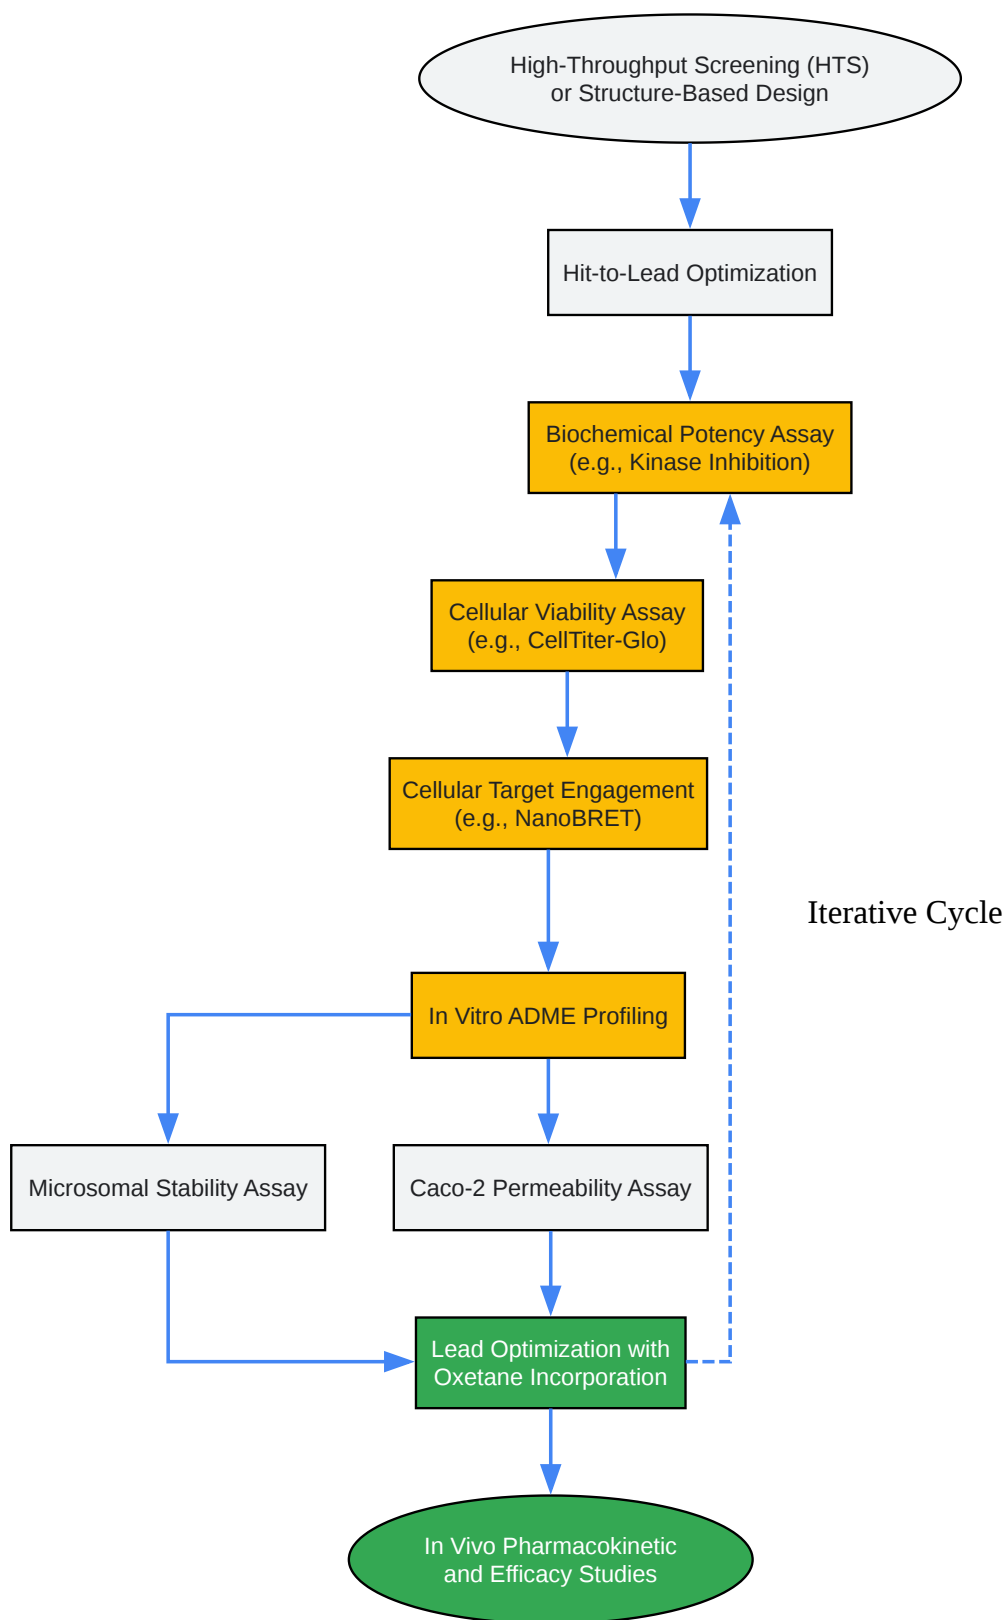 High-Throughput Screening (HTS)
or Structure-Based Design
Hit-to-Lead Optimization
Biochemical Potency Assay
(e.g., Kinase Inhibition)
Cellular Viability Assay
(e.g., CellTiter-Glo)
Cellular Target Engagement
(e.g., NanoBRET)
Iterative Cycle
In Vitro ADME Profiling
Microsomal Stability Assay
Caco-2 Permeability Assay
Lead Optimization with
Oxetane Incorporation
In Vivo Pharmacokinetic
and Efficacy Studies